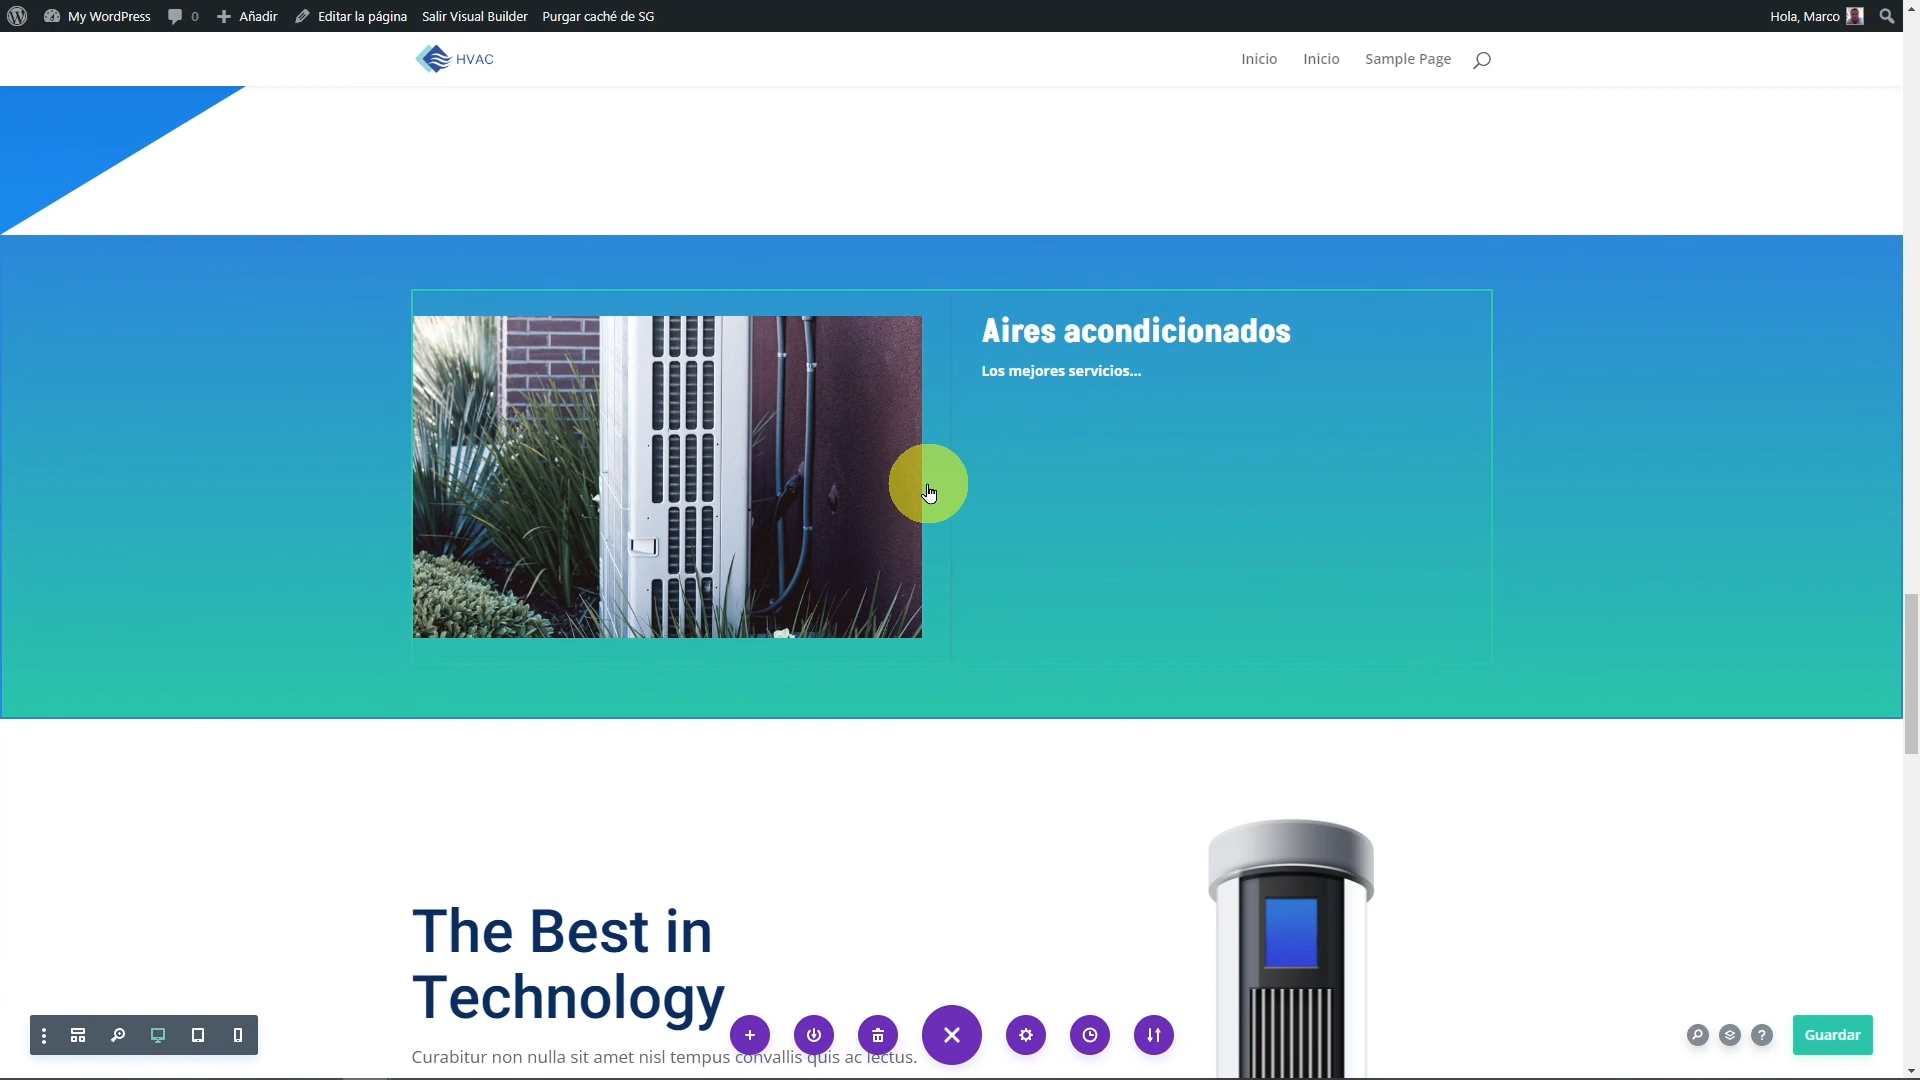 My WordPress
0
Añadir
Editar la página
Salir Visual Builder
Purgar caché de SG
Hola, Marco
HVAC
Inicio
Inicio
Sample Page
Aires acondicionados
Los mejores servicios...
The Best in
Technology
Curabitur non nulla sit amet nisl tempus convallis quis ac lectus.
?
Guardar